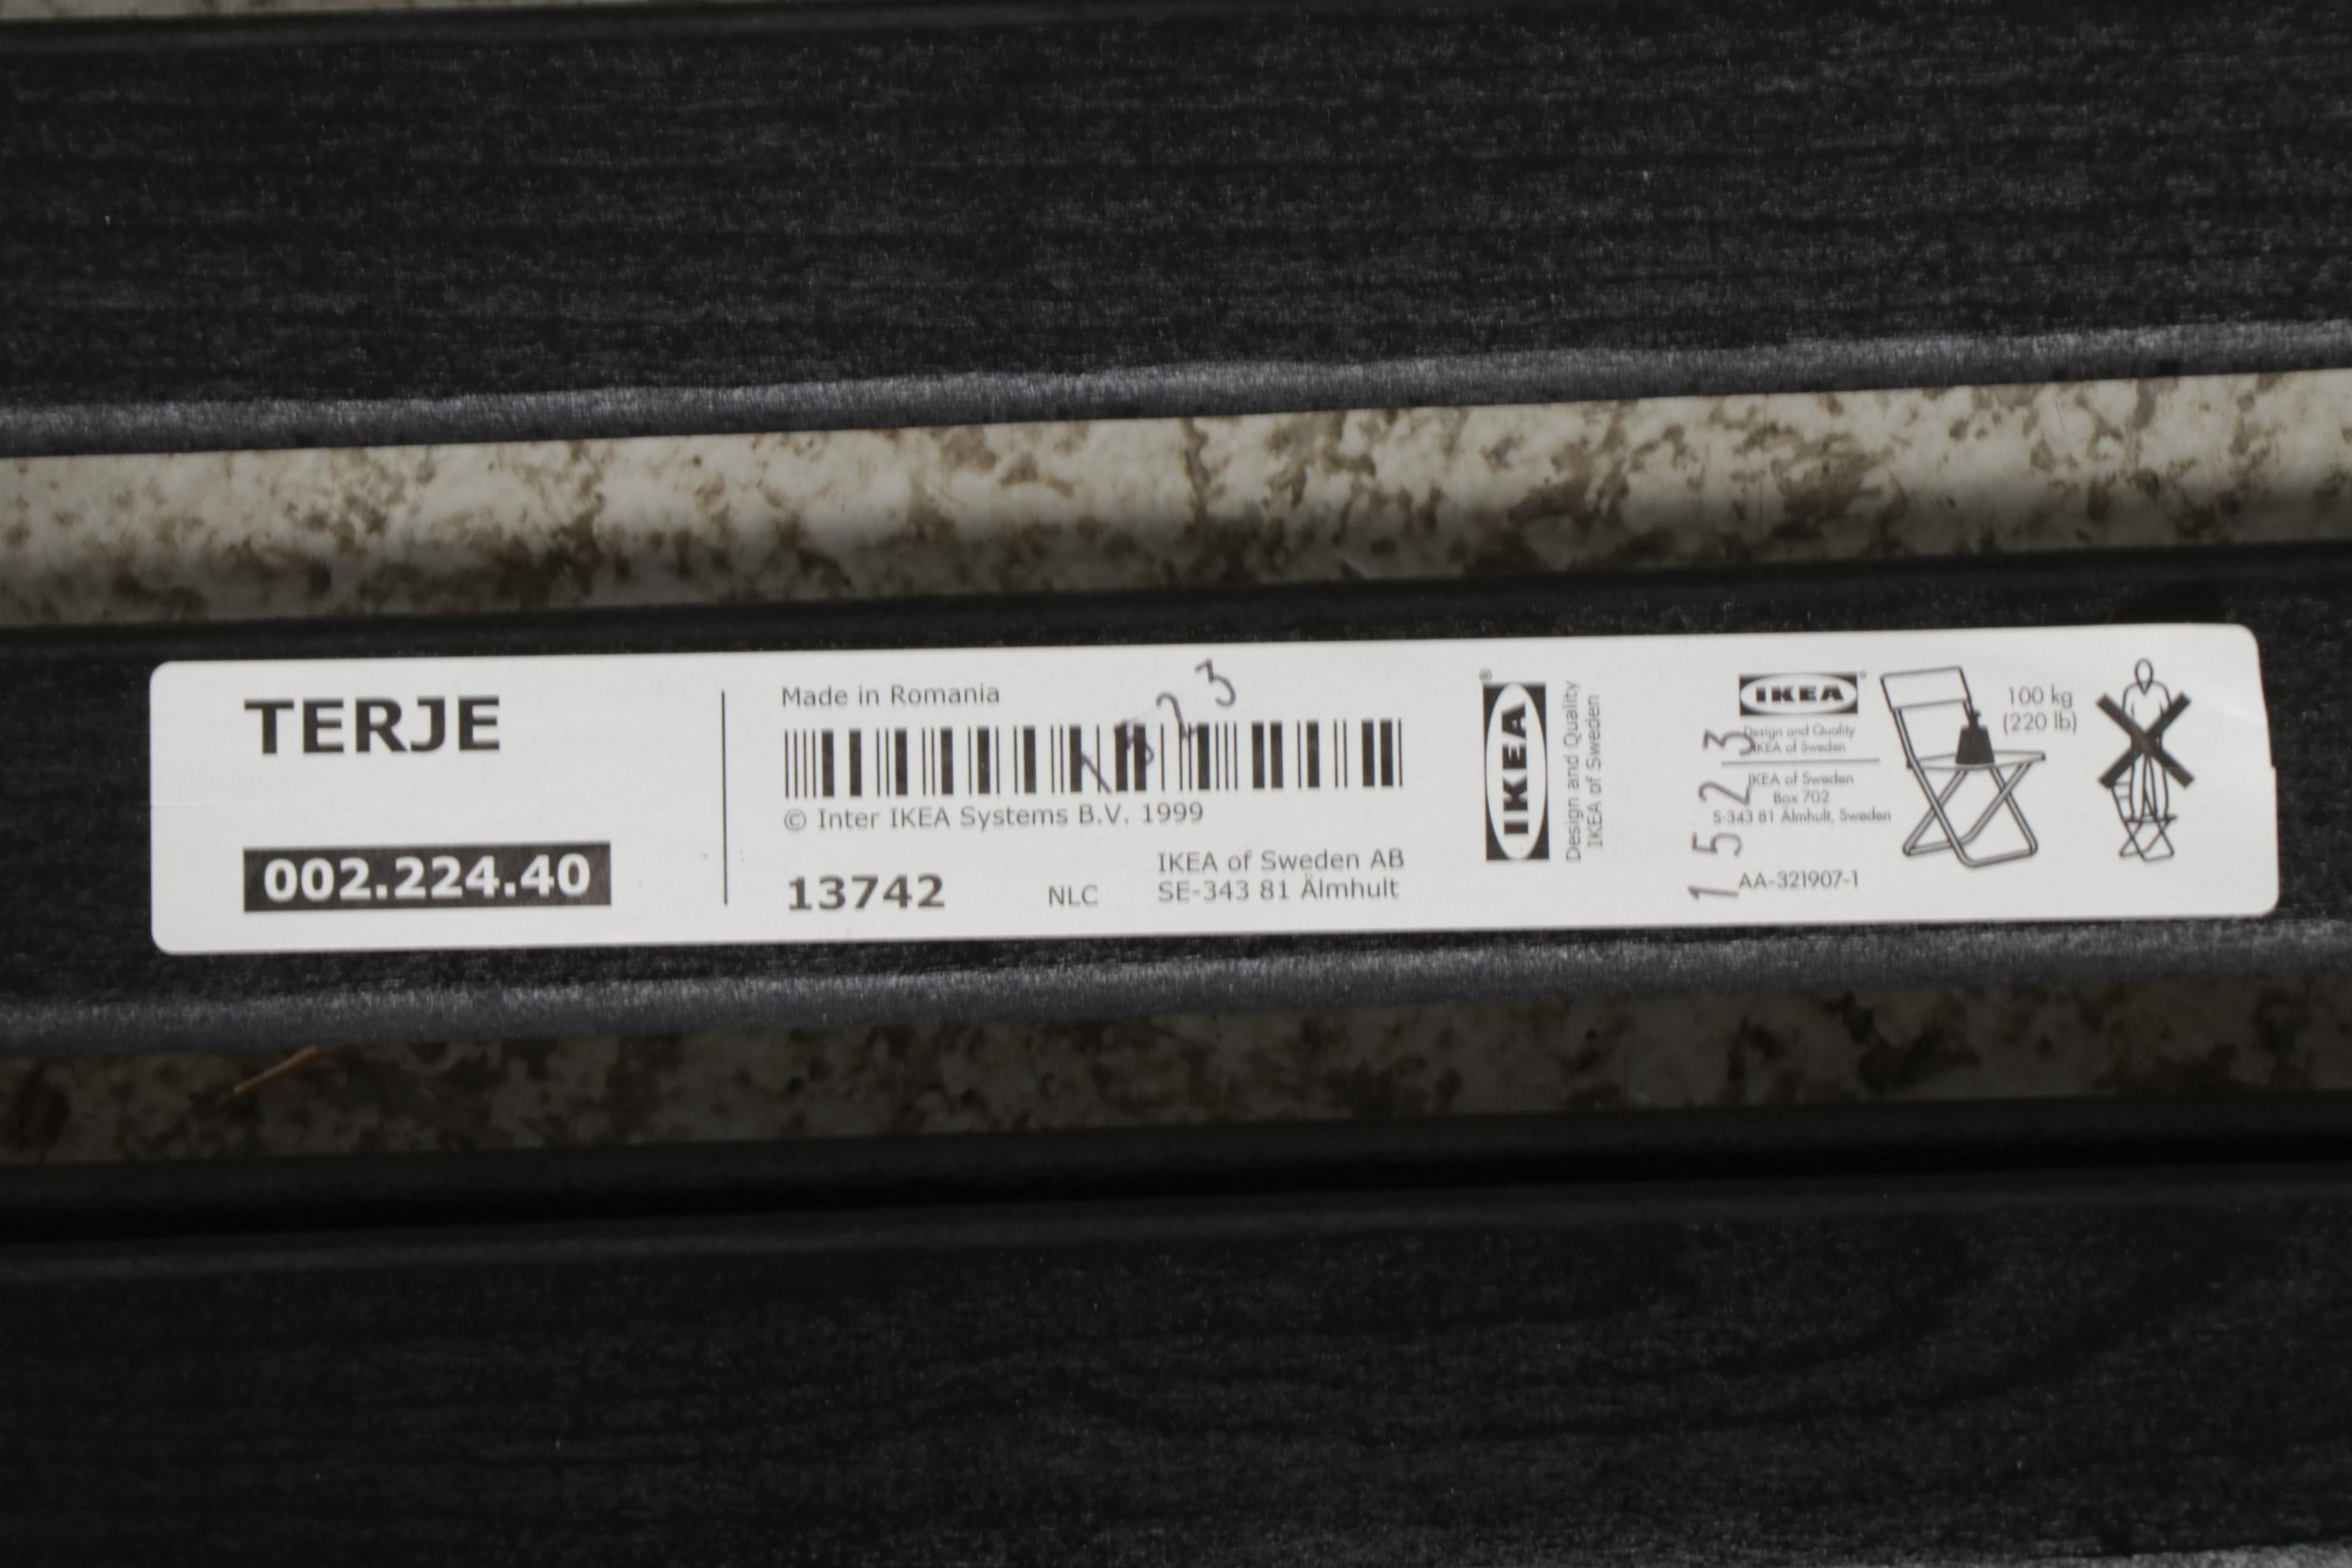 TERJE
002.224.40
Made in Romania
1523
© Inter IKEA Systems B.V. 1999
13742
NLC
IKEA of Sweden AB
SE-343 81 Älmhult
IKEA®
Design and Quality
IKEA of Sweden
1523
IKEA®
Design and Quality
IKEA of Sweden
IKEA of Sweden
Box 702
S-343 81 Älmhult, Sweden
AA-321907-1
100 kg
(220 lb)